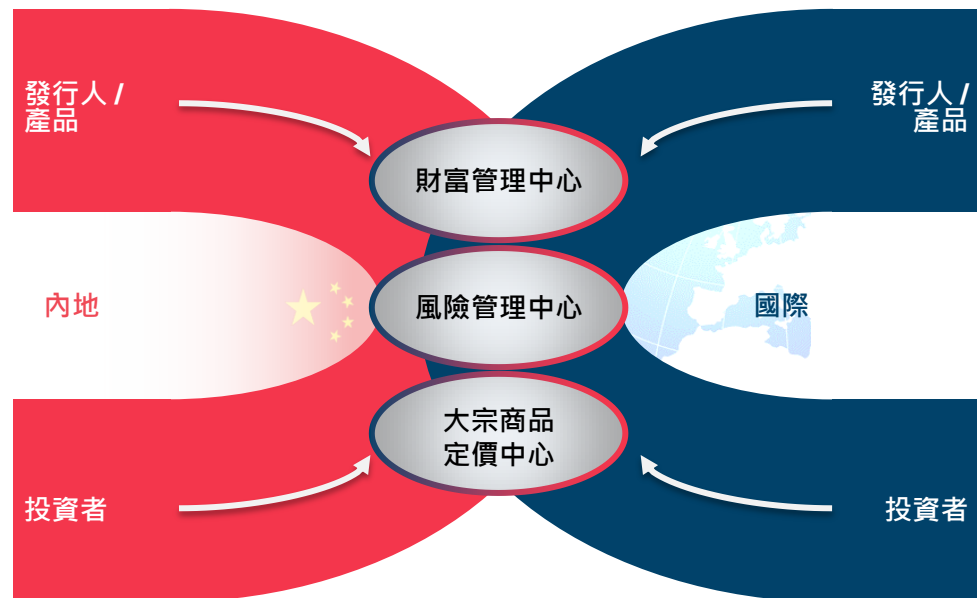 發行人 /
產品
發行人 /
產品
財富管理中心
內地
風險管理中心
國際
大宗商品
定價中心
投資者
投資者